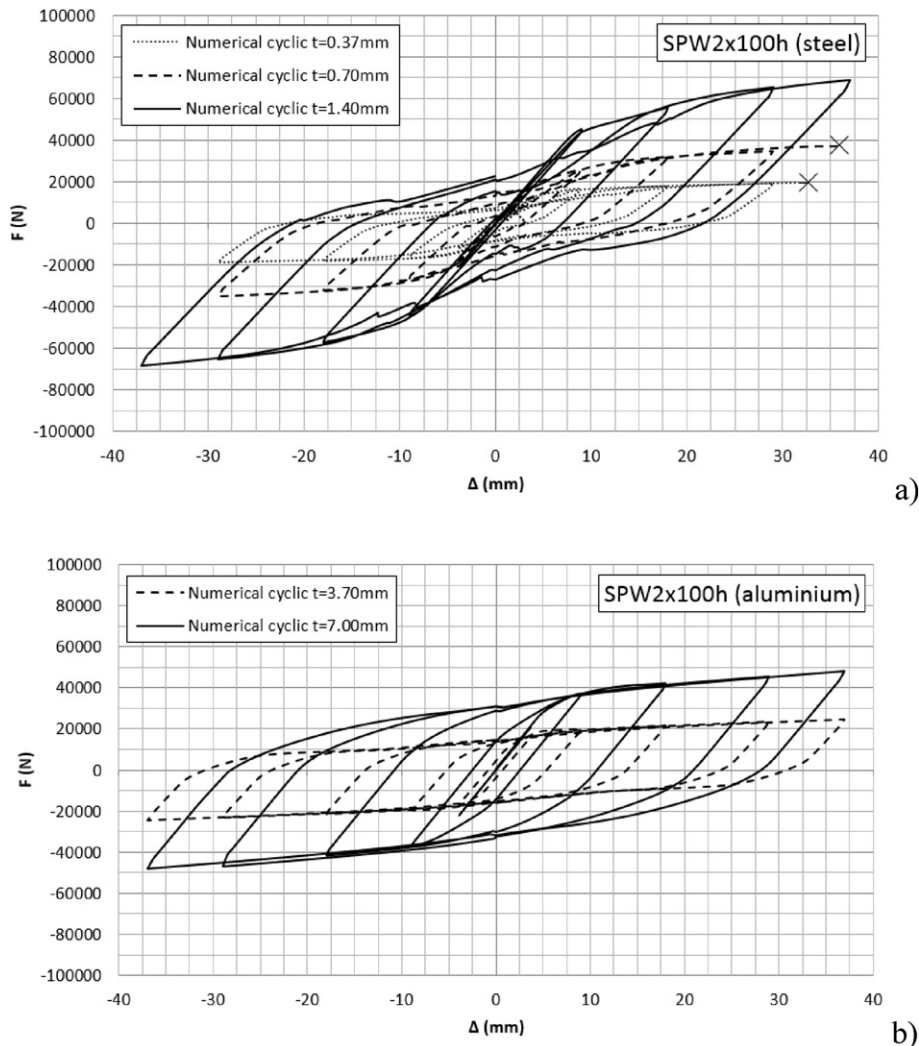 100000
80000
60000
40000
20000
0
-20000
-40000
-60000
-80000
-100000
F (N)
Numerical cyclic t=0.37mm
Numerical cyclic t=0.70mm
Numerical cyclic t=1.40mm
SPW2x100h (steel)
-40 -30 -20 -10 0 10 20 30 40
Δ (mm)
a)
100000
80000
60000
40000
20000
0
-20000
-40000
-60000
-80000
-100000
F (N)
Numerical cyclic t=3.70mm
Numerical cyclic t=7.00mm
SPW2x100h (aluminium)
-40 -30 -20 -10 0 10 20 30 40
Δ (mm)
b)